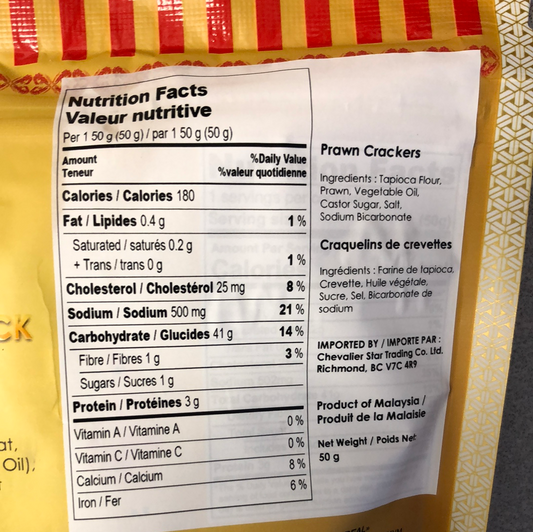 Nutrition Facts
Valeur nutritive
Per 1 50 g (50 g) / par 1 50 g (50 g)
Amount %Daily Value
Teneur %valeur quotidienne
Calories / Calories 180
Fat / Lipides 0.4 g 1 %
Saturated / saturés 0.2 g
+ Trans / trans 0 g 1 %
Cholesterol / Cholestérol 25 mg 8 %
Sodium / Sodium 500 mg 21 %
Carbohydrate / Glucides 41 g 14 %
Fibre / Fibres 1 g 3 %
Sugars / Sucres 1 g
Protein / Protéines 3 g
Vitamin A / Vitamine A 0 %
Vitamin C / Vitamine C 0 %
Calcium / Calcium 8 %
Iron / Fer 6 %
Prawn Crackers
Ingredients : Tapioca Flour,
Prawn, Vegetable Oil,
Castor Sugar, Salt,
Sodium Bicarbonate
Craquelins de crevettes
Ingrédients : Farine de tapioca,
Crevette, Huile végétale,
Sucre, Sel, Bicarbonate de
sodium
IMPORTED BY / IMPORTE PAR :
Chevalier Star Trading Co. Ltd.
Richmond, BC V7C 4R9
Product of Malaysia /
Produit de la Malaisie
Net Weight / Poids Net
50 g
CK
at,
Oil),